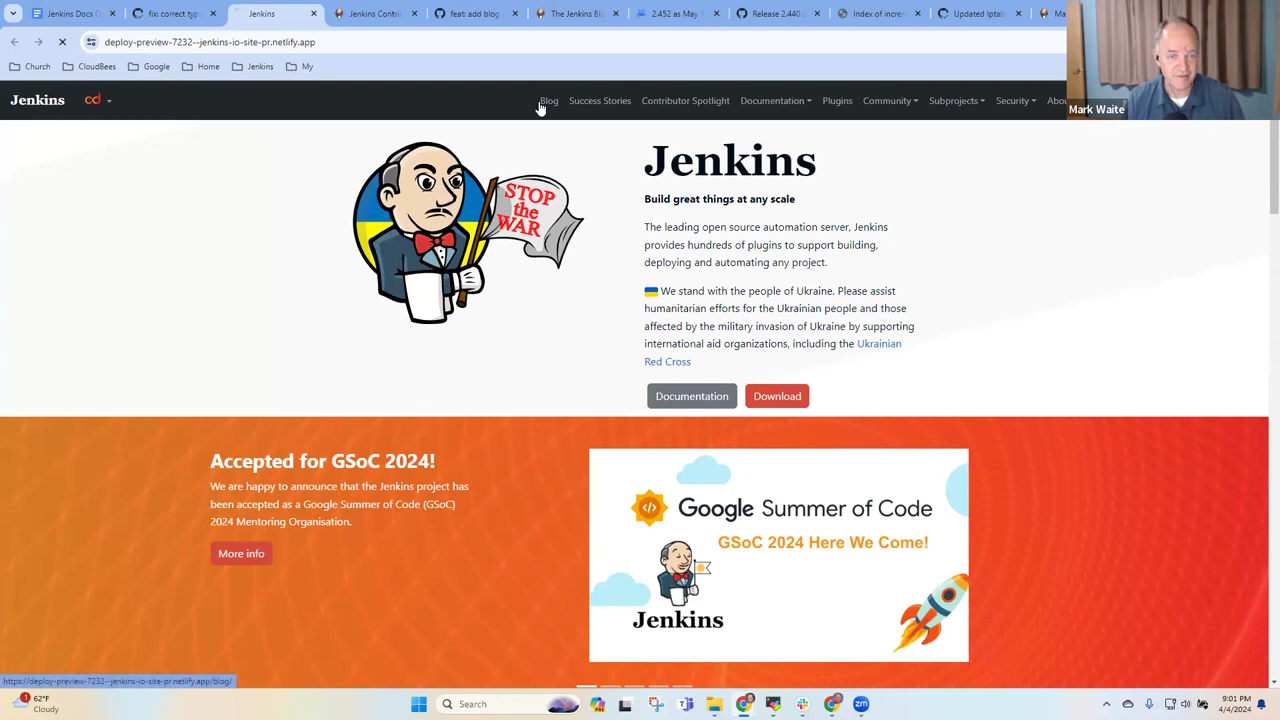 Google Docs
fix correct typ
Jenkins Contri
feat: add blog
The Jenkins Bl
2.452 as May
Release 2.440.
Index of increm
Updated Iptab
deploy-preview-7232--jenkins-io-site-pr.netlify.app
Church
CloudBees
Google
Home
Jenkins
My
Jenkins
cd
Blog
Success Stories
Contributor Spotlight
Documentation
Plugins
Community
Subprojects
Security
Abou
Mark Waite
STOP
the
WAR
Jenkins
Build great things at any scale
The leading open source automation server, Jenkins
provides hundreds of plugins to support building,
deploying and automating any project.
We stand with the people of Ukraine. Please assist
humanitarian efforts for the Ukrainian people and those
affected by the military invasion of Ukraine by supporting
international aid organizations, including the Ukrainian
Red Cross
Documentation
Download
Accepted for GSoC 2024!
We are happy to announce that the Jenkins project has
been accepted as a Google Summer of Code (GSoC)
2024 Mentoring Organisation.
More info
Google Summer of Code
GSoC 2024 Here We Come!
Jenkins
https://deploy-preview-7232--jenkins-io-site-pr.netlify.app/blog/
1
62°F
Cloudy
Search
zm
9:01 PM
4/4/2024